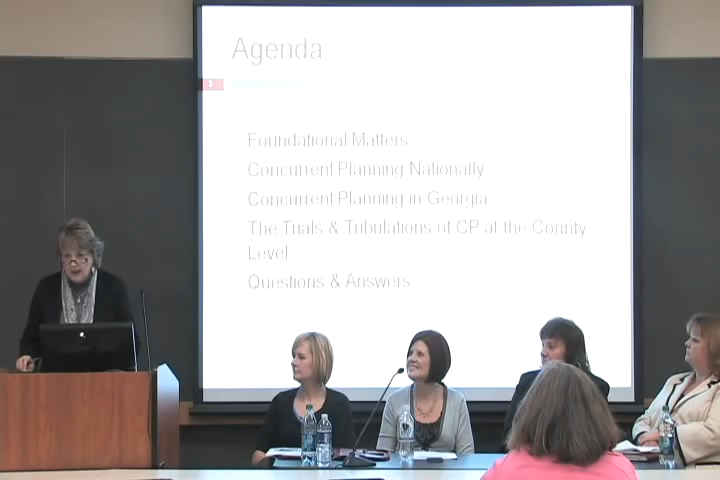 Agenda
3
Foundational Matters
Concurrent Planning Nationally
Concurrent Planning in Georgia
The Trials & Tribulations of CP at the County
Level
Questions & Answers